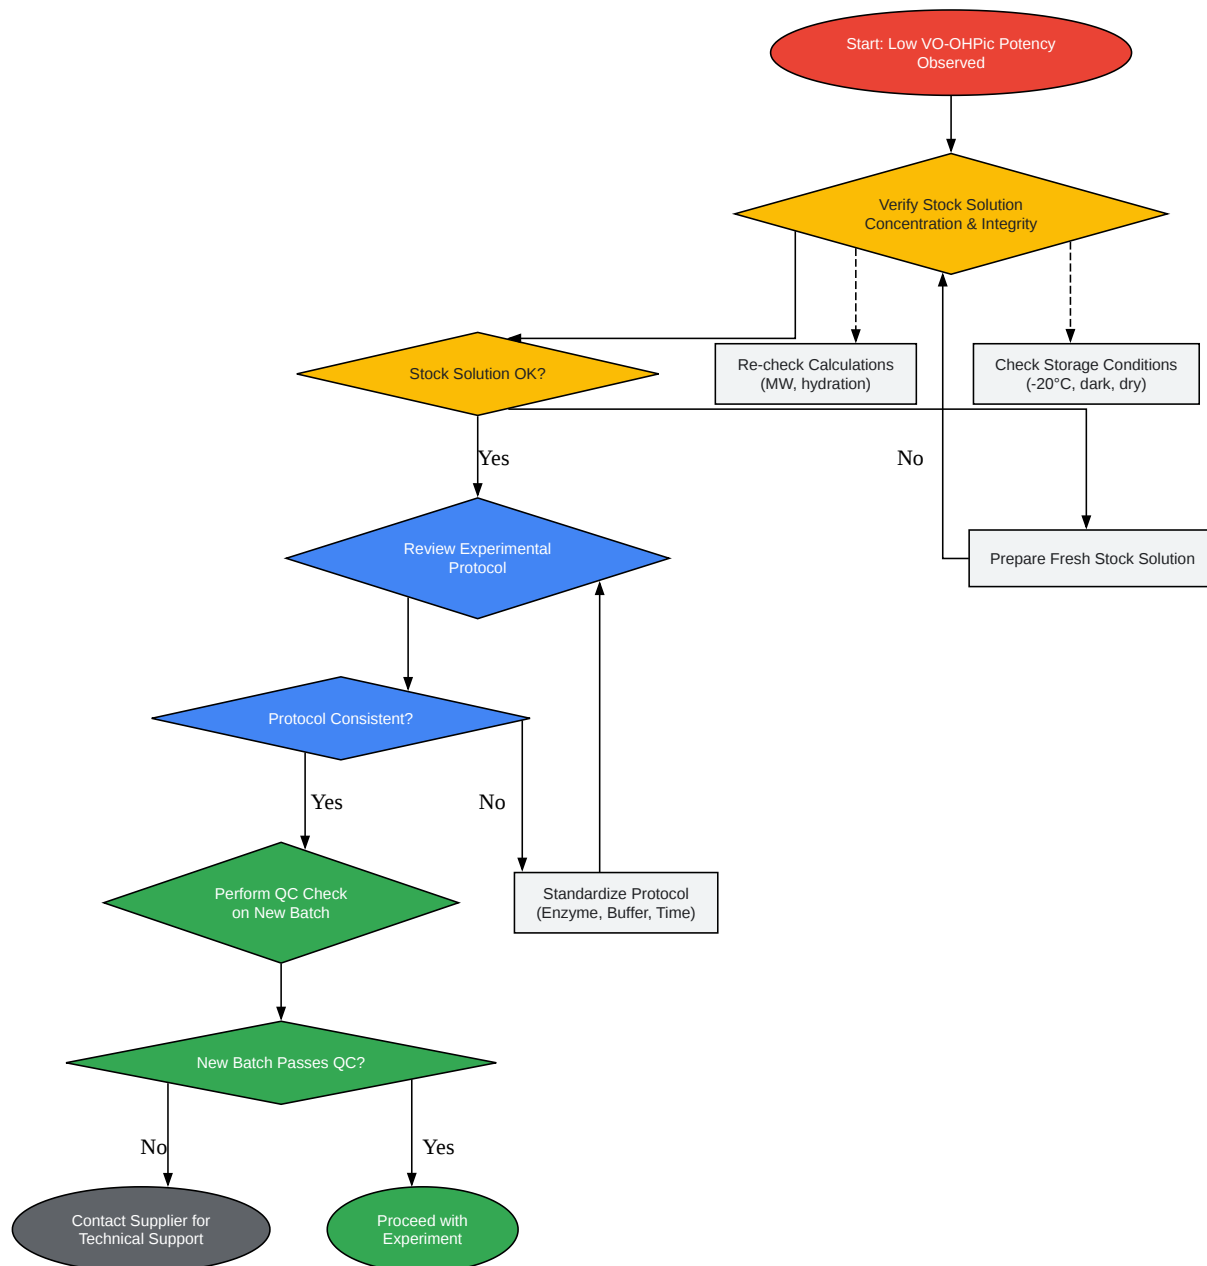 Start: Low VO-OHPic Potency
Observed
Verify Stock Solution
Concentration & Integrity
Stock Solution OK?
Re-check Calculations
(MW, hydration)
Check Storage Conditions
(-20°C, dark, dry)
Yes
No
Review Experimental
Protocol
Prepare Fresh Stock Solution
Protocol Consistent?
Yes
No
Perform QC Check
on New Batch
Standardize Protocol
(Enzyme, Buffer, Time)
New Batch Passes QC?
No
Yes
Contact Supplier for
Technical Support
Proceed with
Experiment